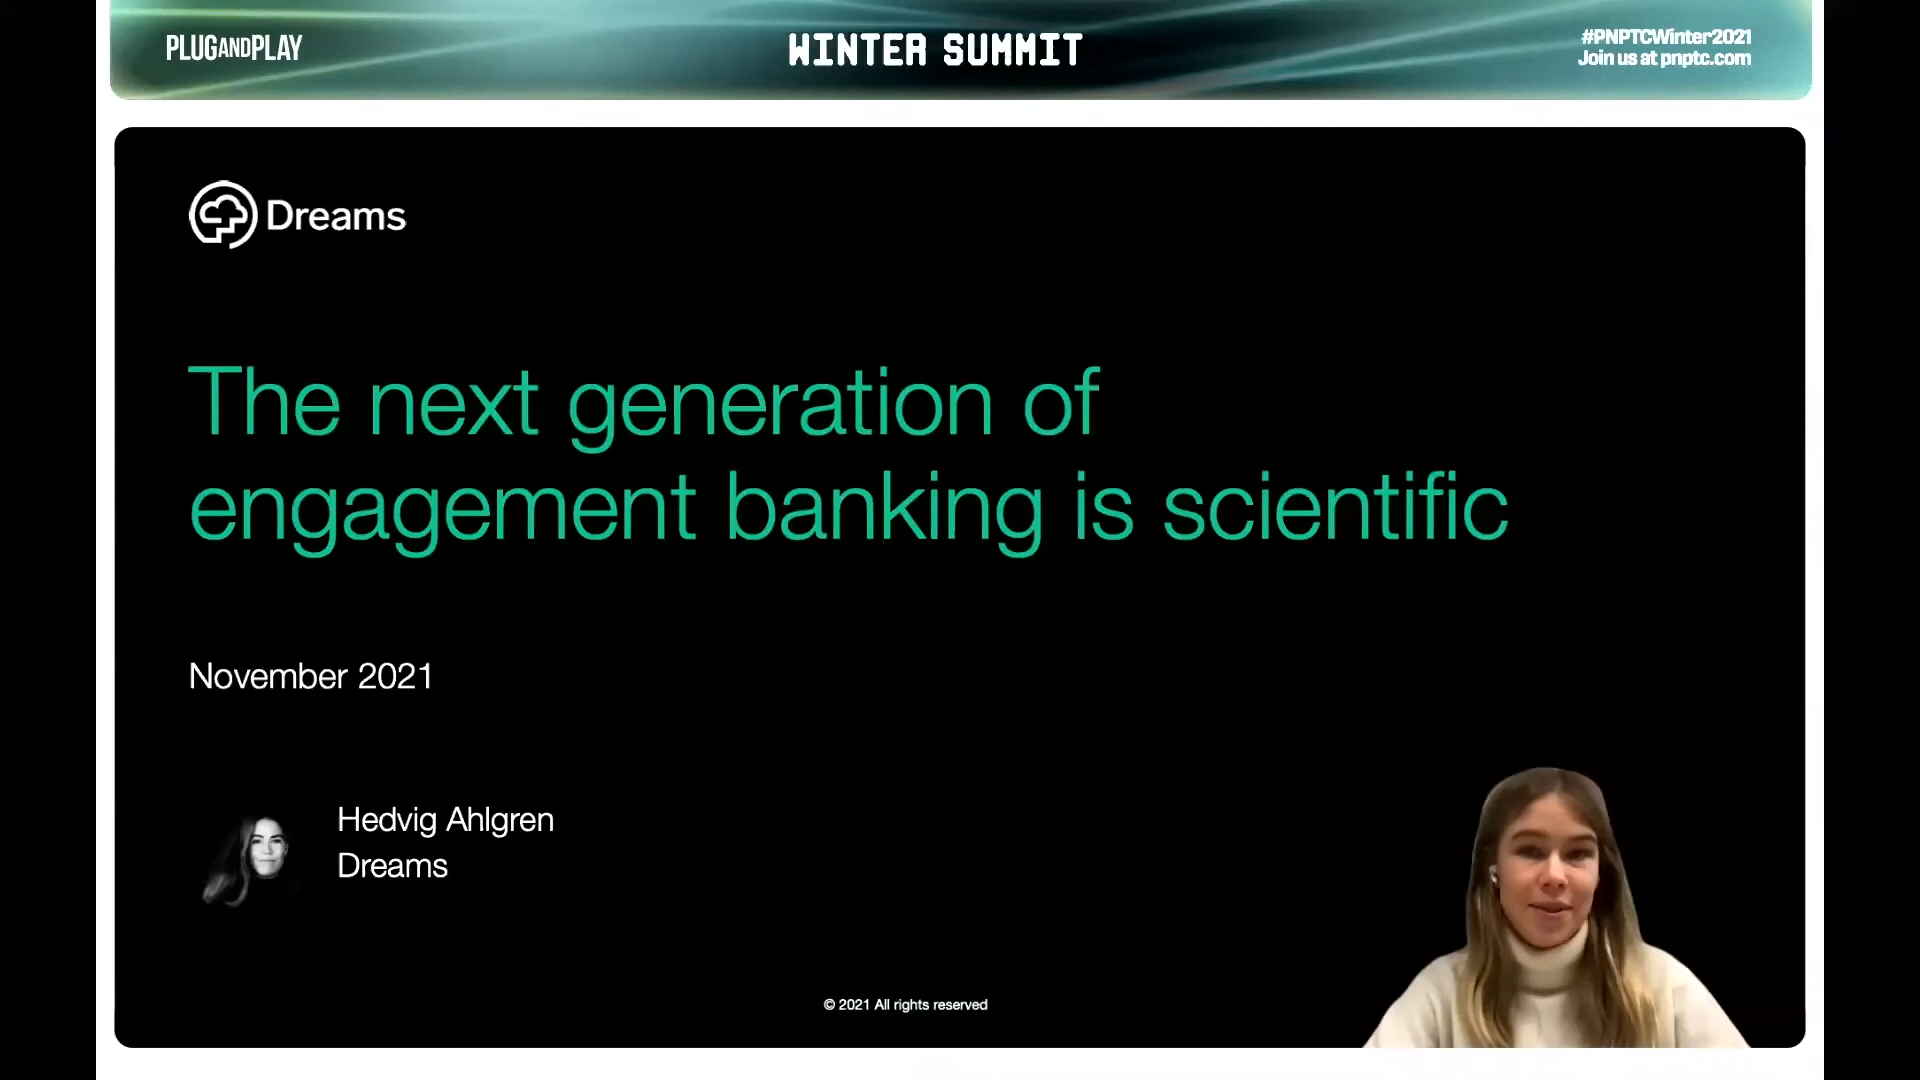 PLUGANDPLAY
WINTER SUMMIT
#PNPTCWinter2021
Join us at pnptc.com
Dreams
The next generation of
engagement banking is scientific
November 2021
Hedvig Ahlgren
Dreams
© 2021 All rights reserved